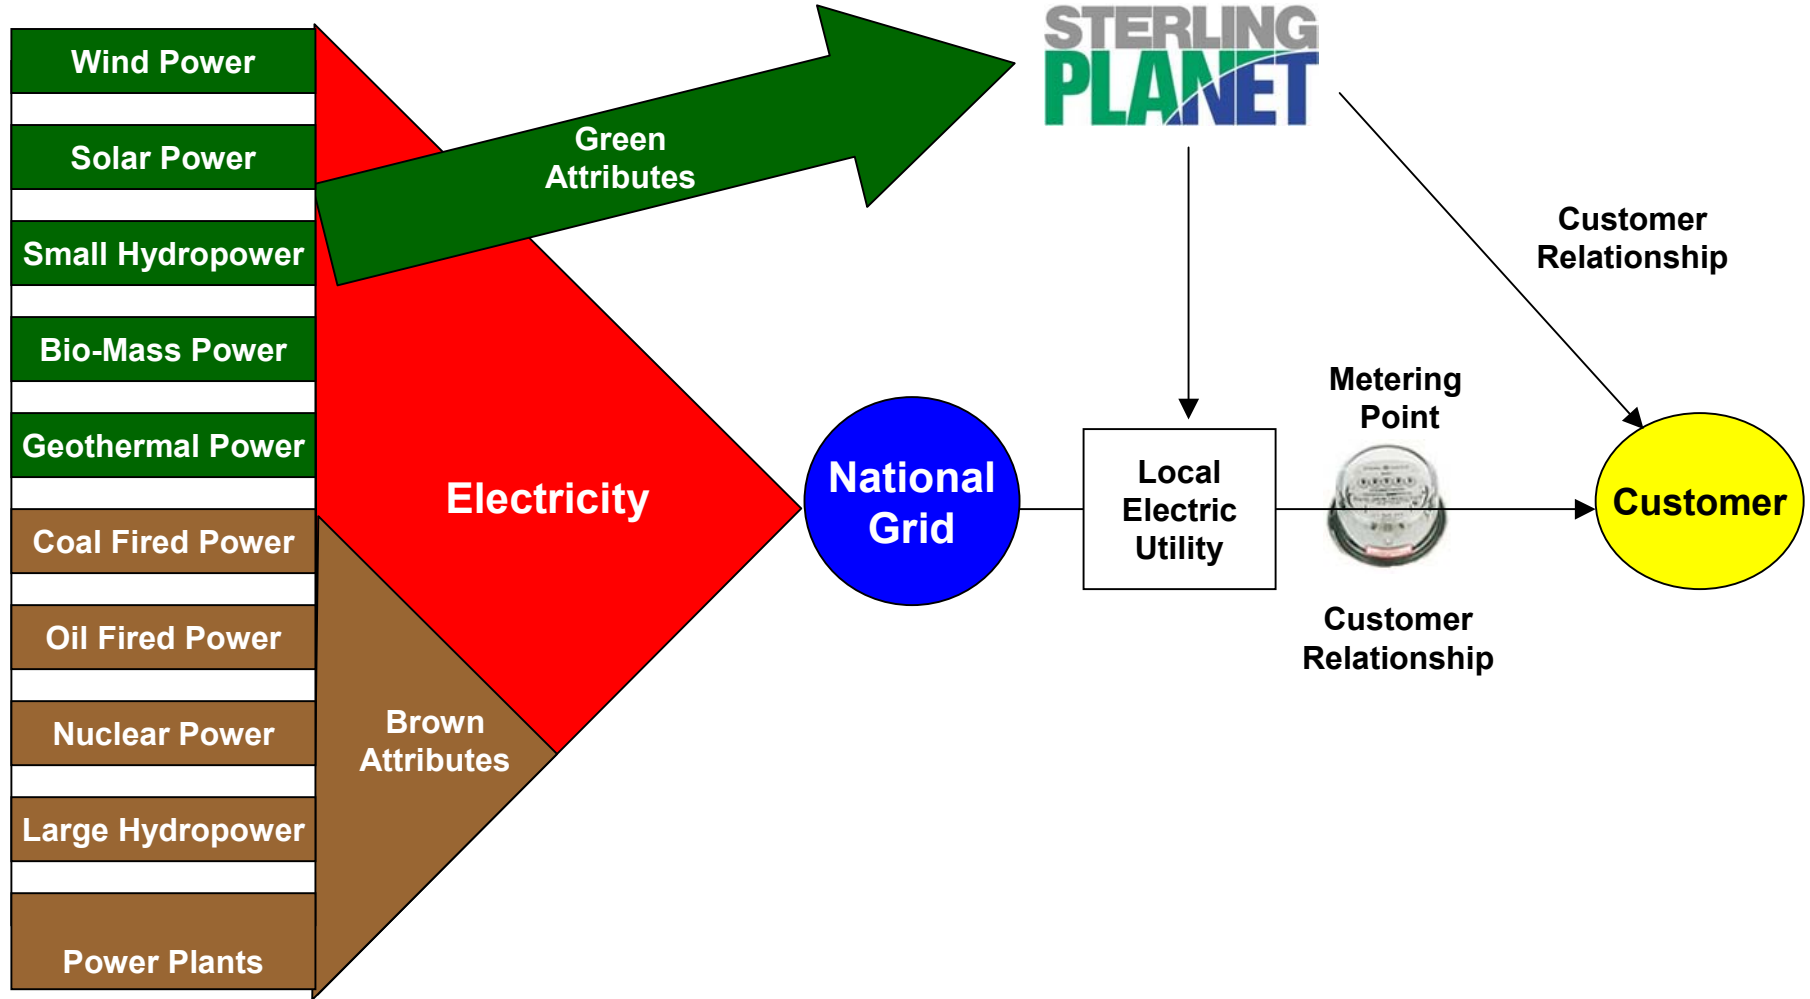 Wind Power
Solar Power
Small Hydropower
Bio-Mass Power
Geothermal Power
Coal Fired Power
Oil Fired Power
Nuclear Power
Large Hydropower
Power Plants
Green
Attributes
Electricity
Brown
Attributes
STERLING
PLANET
National
Grid
Local
Electric
Utility
Metering
Point
Customer
Relationship
Customer
Relationship
Customer